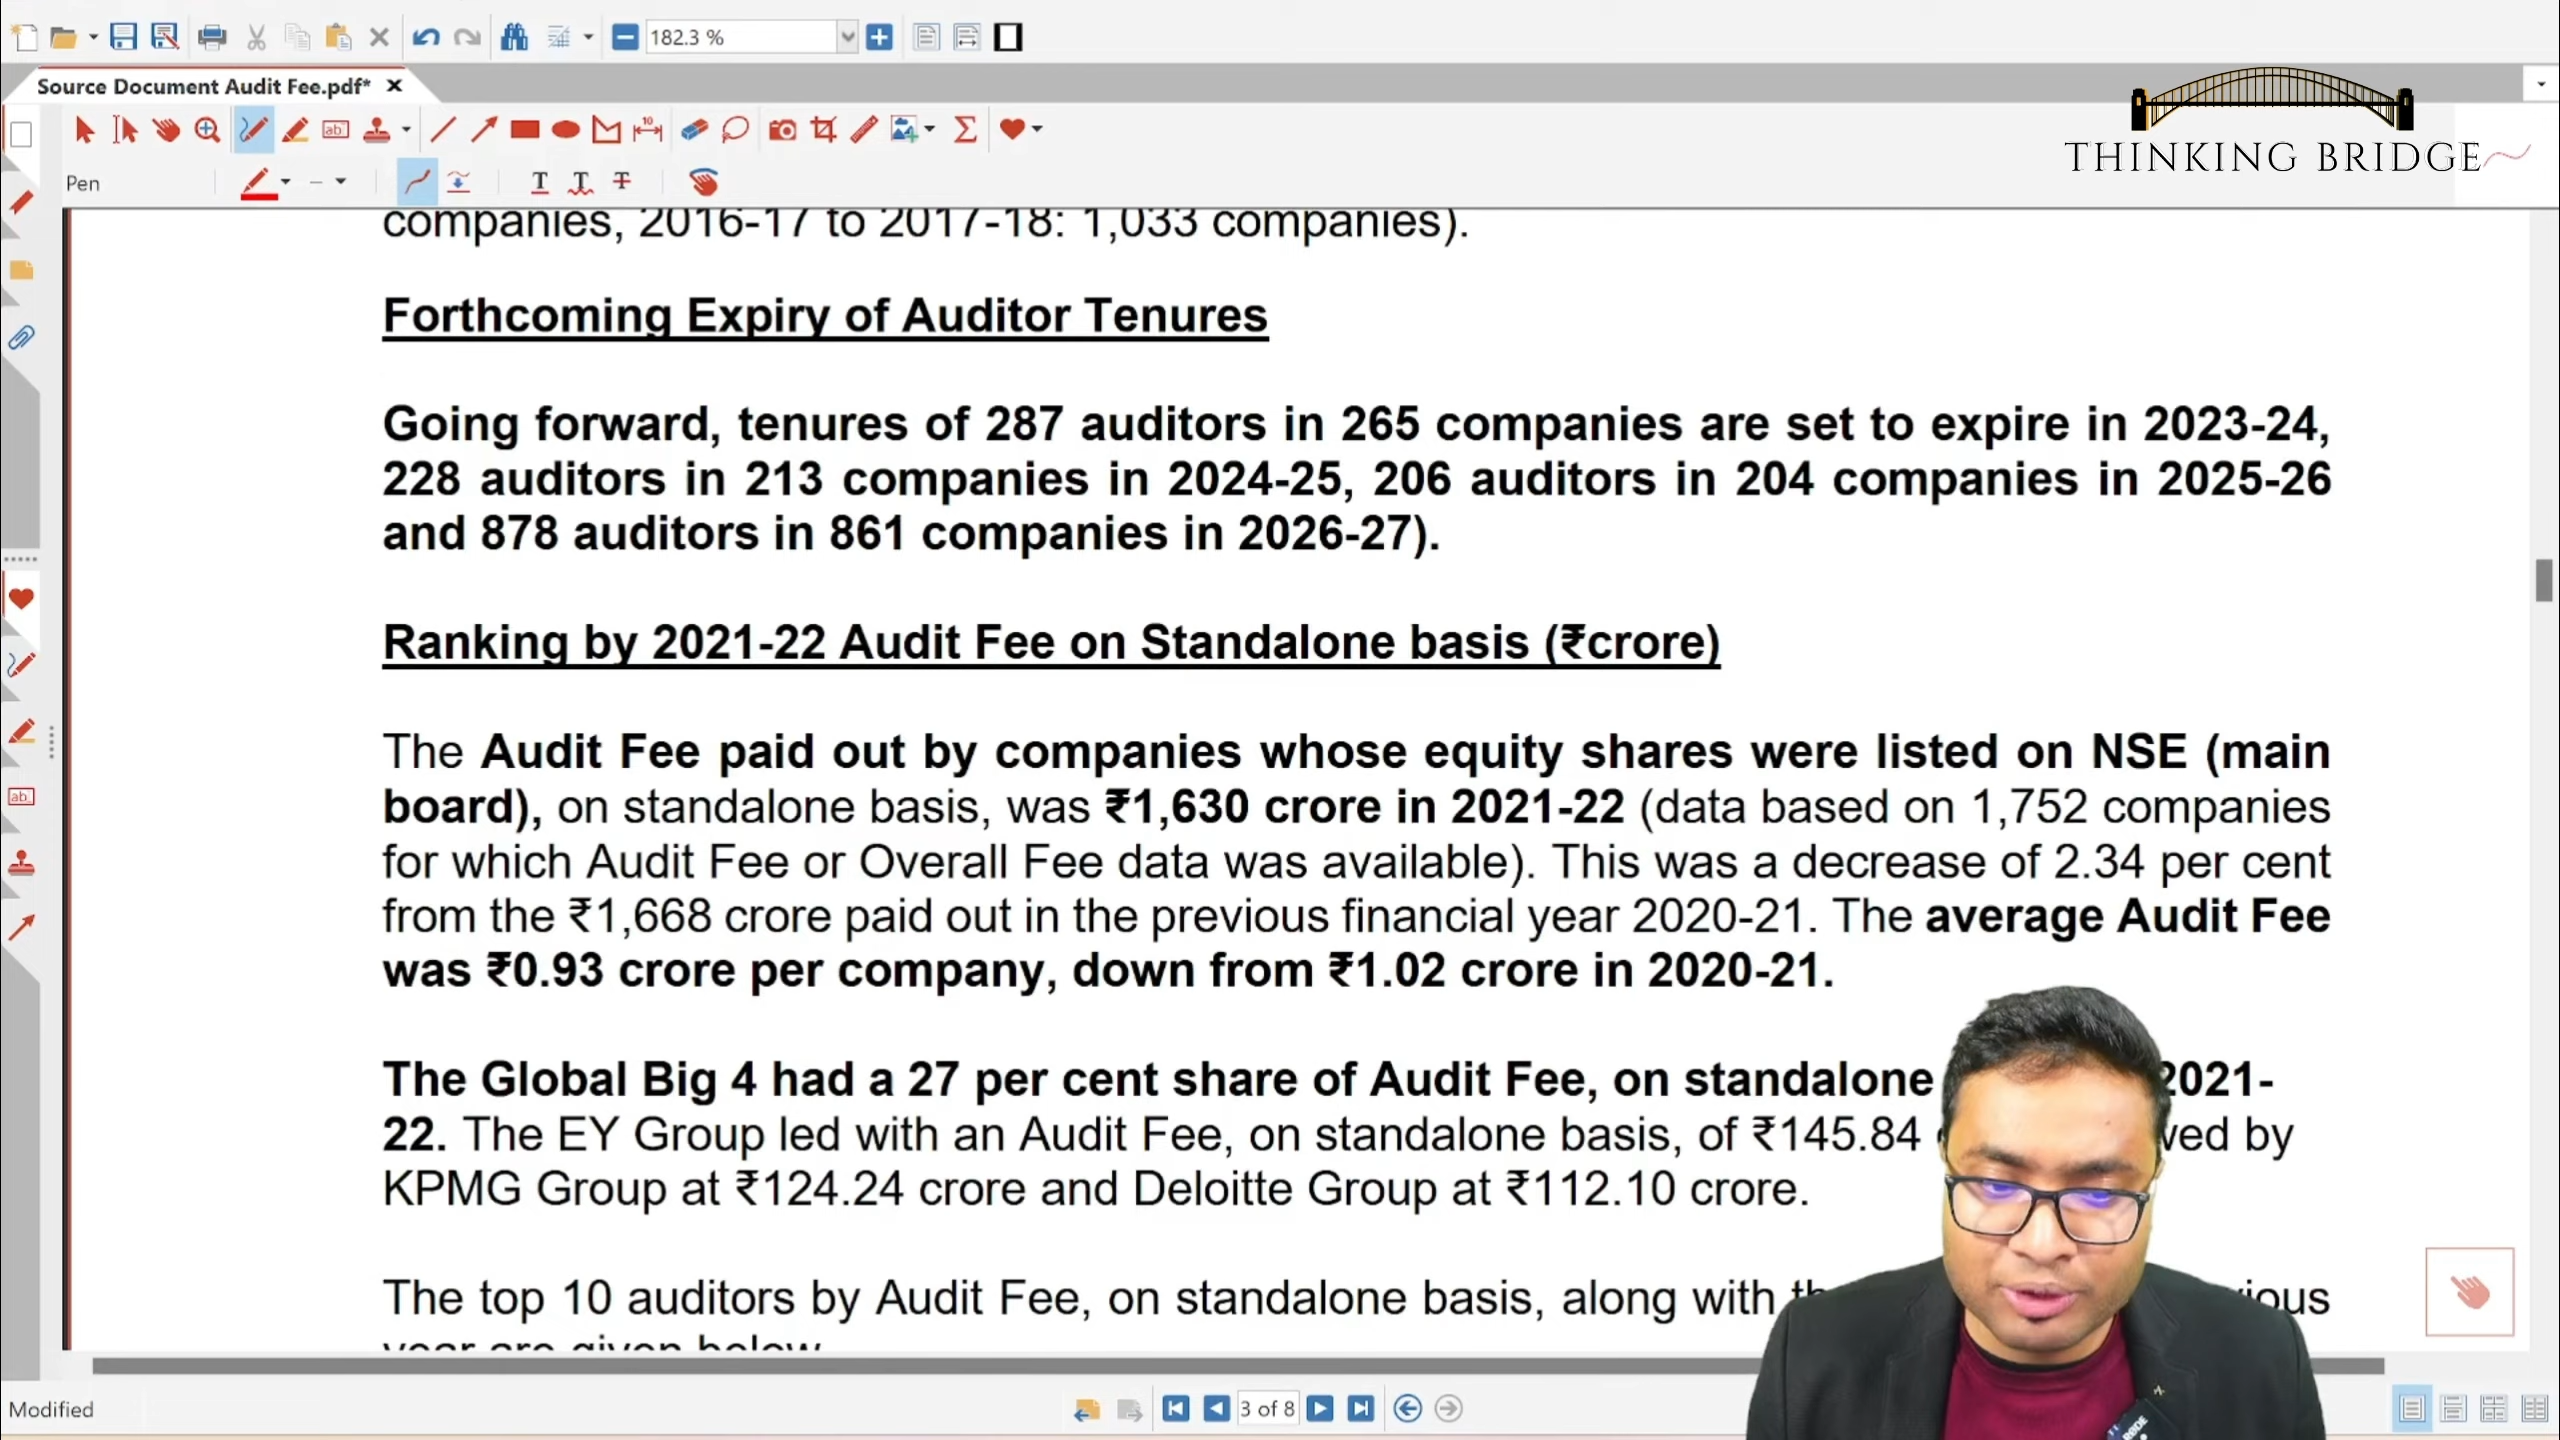 182.3 %
Source Document Audit Fee.pdf*
THINKING BRIDGE
Pen
companies, 2016-17 to 2017-18: 1,033 companies).
Forthcoming Expiry of Auditor Tenures
Going forward, tenures of 287 auditors in 265 companies are set to expire in 2023-24,
228 auditors in 213 companies in 2024-25, 206 auditors in 204 companies in 2025-26
and 878 auditors in 861 companies in 2026-27).
Ranking by 2021-22 Audit Fee on Standalone basis (₹crore)
The Audit Fee paid out by companies whose equity shares were listed on NSE (main
board), on standalone basis, was ₹1,630 crore in 2021-22 (data based on 1,752 companies
for which Audit Fee or Overall Fee data was available). This was a decrease of 2.34 per cent
from the ₹1,668 crore paid out in the previous financial year 2020-21. The average Audit Fee
was ₹0.93 crore per company, down from ₹1.02 crore in 2020-21.
The Global Big 4 had a 27 per cent share of Audit Fee, on standalone 2021-
22. The EY Group led with an Audit Fee, on standalone basis, of ₹145.84 by
KPMG Group at ₹124.24 crore and Deloitte Group at ₹112.10 crore.
The top 10 auditors by Audit Fee, on standalone basis, along with
year are given below
Modified
3 of 8